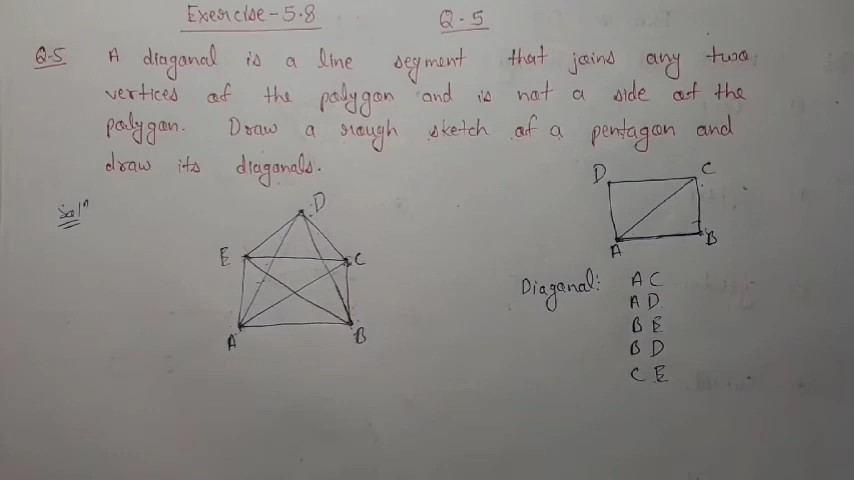 Exercise-5.8 Q.5
Q-5 A diagonal is a line segment that joins any two
vertices of the polygon and is not a side of the
polygon. Draw a rough sketch of a pentagon and
draw its diagonals.
Solⁿ
D
E C
A B
D C
A B
Diagonal: AC
AD
BE
BD
CE